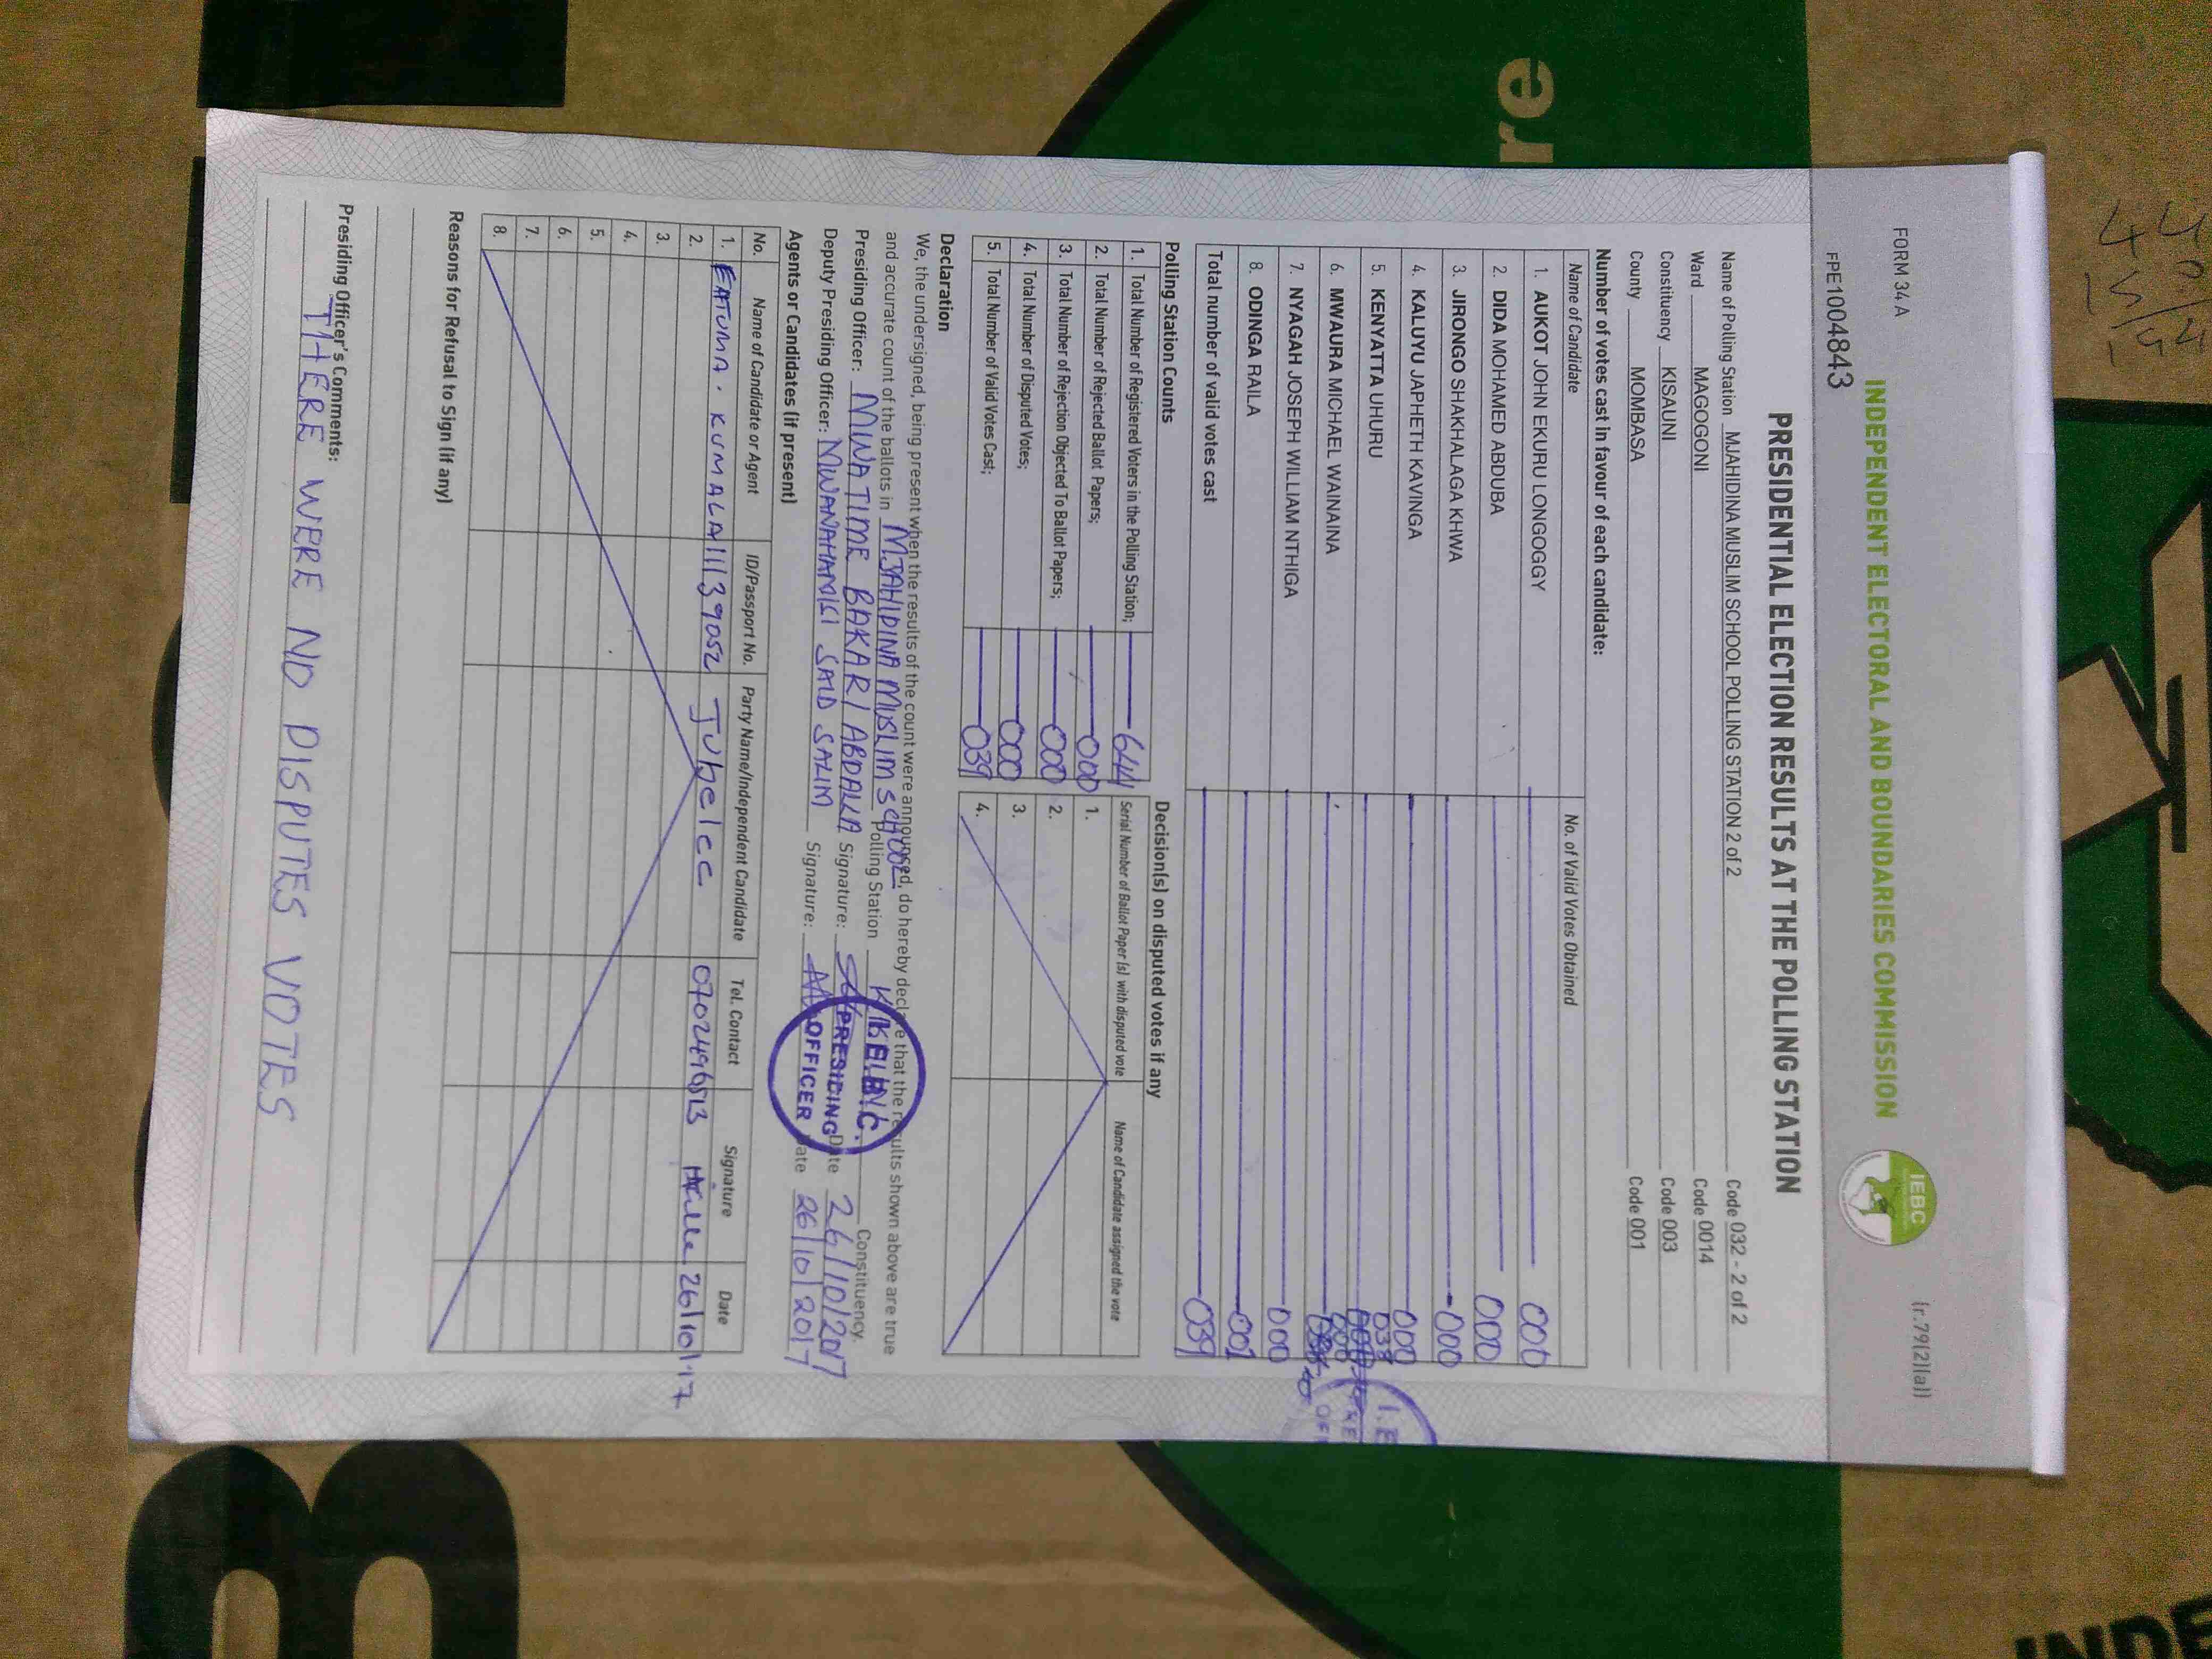 FORM 34A
(r.79(2)(a))
INDEPENDENT ELECTORAL AND BOUNDARIES COMMISSION
IEBC
FPE1004843
PRESIDENTIAL ELECTION RESULTS AT THE POLLING STATION
Name of Polling Station MJAHIDINA MUSLIM SCHOOL POLLING STATION 2 of 2 Code 032 - 2 of 2
Ward MAGOGONI Code 0014
Constituency KISAUNI Code 003
County MOMBASA Code 001
Number of votes cast in favour of each candidate:
Name of Candidate No. of Valid Votes Obtained
1. AUKOT JOHN EKURU LONGOGGY 000
2. DIDA MOHAMED ABDUBA 000
3. JIRONGO SHAKHALAGA KHWA 000
4. KALUYU JAPHETH KAVINGA 000
5. KENYATTA UHURU 038
6. MWAURA MICHAEL WAINAINA 000
7. NYAGAH JOSEPH WILLIAM NTHIGA 000
8. ODINGA RAILA 001
Total number of valid votes cast 039
Polling Station Counts
1. Total Number of Registered Voters in the Polling Station; 641
2. Total Number of Rejected Ballot Papers; 000
3. Total Number of Rejection Objected To Ballot Papers; 000
4. Total Number of Disputed Votes; 000
5. Total Number of Valid Votes Cast; 039
Decision(s) on disputed votes if any
Serial Number of Ballot Paper (s) with disputed vote Name of Candidate assigned the vote
1.
2.
3.
4.
Declaration
We, the undersigned, being present when the results of the count were announced, do hereby declare that the results shown above are true
and accurate count of the ballots in MJAHIDINA MUSLIM SCHOOL Polling Station Constituency.
Presiding Officer: MWATIME BAKARI ABDALLA Signature: Date 26/10/2017
Deputy Presiding Officer: MWANAHAMISI SAID SALIM Signature: Date 26/10/2017
I.E.B.C.
PRESIDING
OFFICER
Agents or Candidates (if present)
No. Name of Candidate or Agent ID/Passport No. Party Name/Independent Candidate Tel. Contact Signature Date
1. FATUMA. KUMALA 11139052 Jubelee 0702496513 26/10/17
2.
3.
4.
5.
6.
7.
8.
Reasons for Refusal to Sign (if any)
Presiding Officer's Comments:
THERE WERE NO DISPUTES VOTES
re
INDE
B